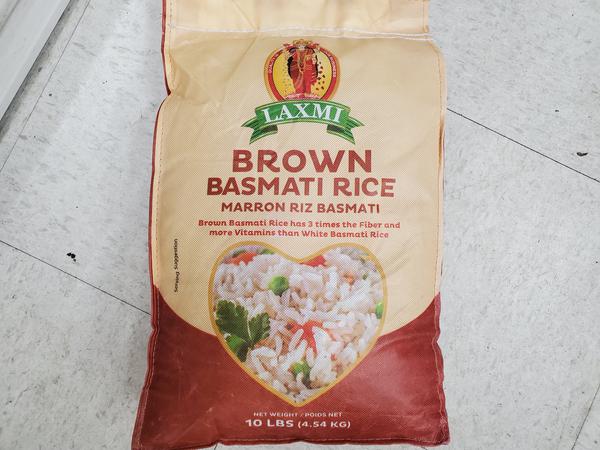 LAXMI
BROWN
BASMATI RICE
MARRON RIZ BASMATI
Brown Basmati Rice has 3 times the Fiber and
more Vitamins than White Basmati Rice
Serving Suggestion
NET WEIGHT / POIDS NET
10 LBS (4.54 KG)